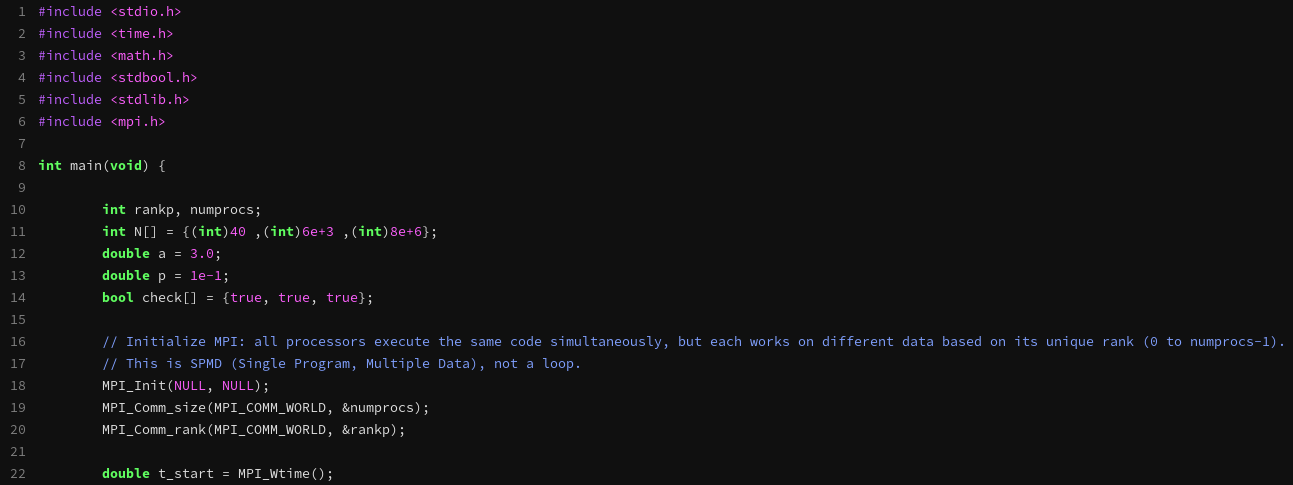 1 #include <stdio.h>
2 #include <time.h>
3 #include <math.h>
4 #include <stdbool.h>
5 #include <stdlib.h>
6 #include <mpi.h>
7
8 int main(void) {
9
10 int rankp, numprocs;
11 int N[] = {(int)40 ,(int)6e+3 ,(int)8e+6};
12 double a = 3.0;
13 double p = 1e-1;
14 bool check[] = {true, true, true};
15
16 // Initialize MPI: all processors execute the same code simultaneously, but each works on different data based on its unique rank (0 to numprocs-1).
17 // This is SPMD (Single Program, Multiple Data), not a loop.
18 MPI_Init(NULL, NULL);
19 MPI_Comm_size(MPI_COMM_WORLD, &numprocs);
20 MPI_Comm_rank(MPI_COMM_WORLD, &rankp);
21
22 double t_start = MPI_Wtime();